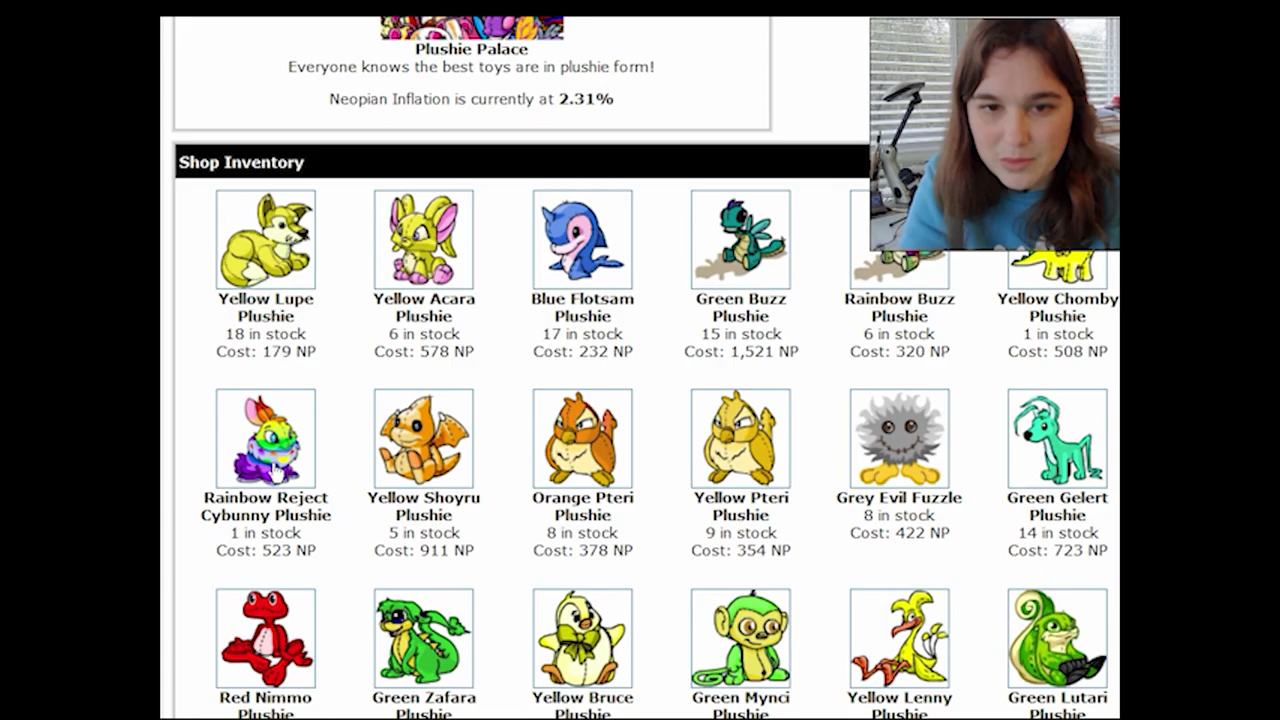 Plushie Palace
Everyone knows the best toys are in plushie form!
Neopian Inflation is currently at 2.31%
Shop Inventory
Yellow Lupe Plushie
18 in stock
Cost: 179 NP
Yellow Acara Plushie
6 in stock
Cost: 578 NP
Blue Flotsam Plushie
17 in stock
Cost: 232 NP
Green Buzz Plushie
15 in stock
Cost: 1,521 NP
Rainbow Buzz Plushie
6 in stock
Cost: 320 NP
Yellow Chomby Plushie
1 in stock
Cost: 508 NP
Rainbow Reject Cybunny Plushie
1 in stock
Cost: 523 NP
Yellow Shoyru Plushie
5 in stock
Cost: 911 NP
Orange Pteri Plushie
8 in stock
Cost: 378 NP
Yellow Pteri Plushie
9 in stock
Cost: 354 NP
Grey Evil Fuzzle
8 in stock
Cost: 422 NP
Green Gelert Plushie
14 in stock
Cost: 723 NP
Red Nimmo Plushie
Green Zafara Plushie
Yellow Bruce Plushie
Green Mynci Plushie
Yellow Lenny Plushie
Green Lutari Plushie